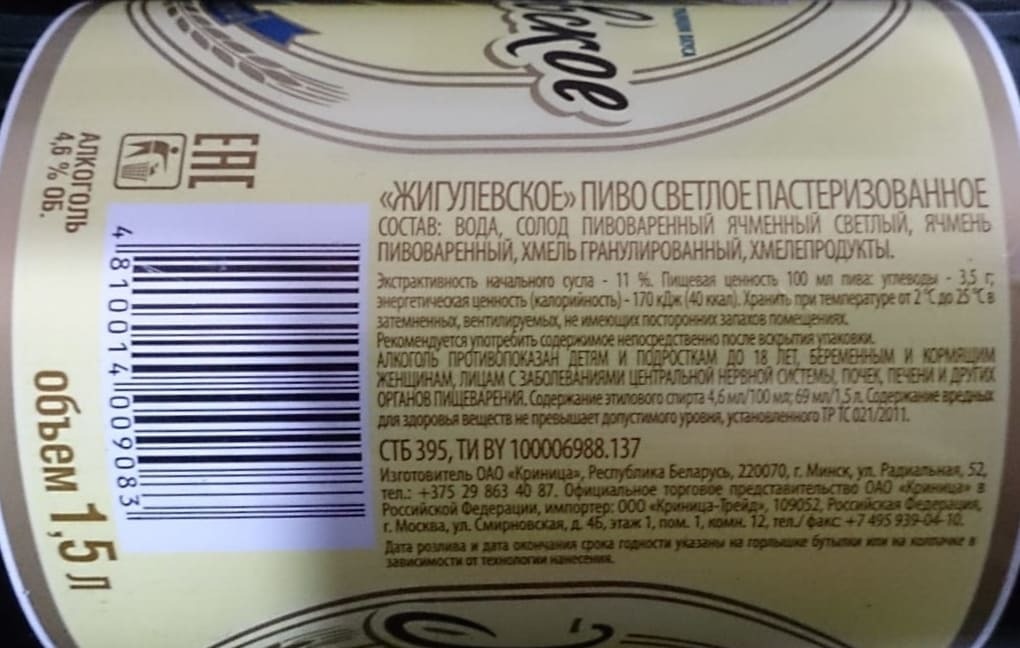 ское
«ЖИГУЛЕВСКОЕ» ПИВО СВЕТЛОЕ ПАСТЕРИЗОВАННОЕ
СОСТАВ: ВОДА, СОЛОД ПИВОВАРЕННЫЙ ЯЧМЕННЫЙ СВЕТЛЫЙ, ЯЧМЕНЬ
ПИВОВАРЕННЫЙ, ХМЕЛЬ ГРАНУЛИРОВАННЫЙ, ХМЕЛЕПРОДУКТЫ.
Экстрактивность начального сусла - 11 %. Пищевая ценность 100 мл пива: углеводы - 3,5 г;
энергетическая ценность (калорийность) - 170 кДж (40 ккал). Хранить при температуре от 2 °С до 25 °С в
затемненных, вентилируемых, не имеющих посторонних запахов помещениях.
Рекомендуется употребить содержимое непосредственно после вскрытия упаковки.
АЛКОГОЛЬ ПРОТИВОПОКАЗАН ДЕТЯМ И ПОДРОСТКАМ ДО 18 ЛЕТ, БЕРЕМЕННЫМ И КОРМЯЩИМ
ЖЕНЩИНАМ, ЛИЦАМ С ЗАБОЛЕВАНИЯМИ ЦЕНТРАЛЬНОЙ НЕРВНОЙ СИСТЕМЫ, ПОЧЕК, ПЕЧЕНИ И ДРУГИХ
ОРГАНОВ ПИЩЕВАРЕНИЯ. Содержание этилового спирта 4,6 мл/100 мл; 69 мл/1,5 л. Содержание вредных
для здоровья веществ не превышает допустимого уровня, установленного ТР ТС 021/2011.
СТБ 395, ТИ BY 100006988.137
Изготовитель ОАО «Криница», Республика Беларусь, 220070, г. Минск, ул. Радиальная, 52,
тел.: +375 29 863 40 87. Официальное торговое представительство ОАО «Криница» в
Российской Федерации, импортер: ООО «Криница-Трейд», 109052, Российская Федерация,
г. Москва, ул. Смирновская, д. 4Б, этаж 1, пом. 1, комн. 12, тел./ факс: +7 495 939-04-10.
Дата розлива и дата окончания срока годности указаны на горлышке бутылки или на колпачке в
зависимости от технологии нанесения.
ЕАС
АЛКОГОЛЬ
4,6 % ОБ.
4 810014 009083
объем 1,5 л